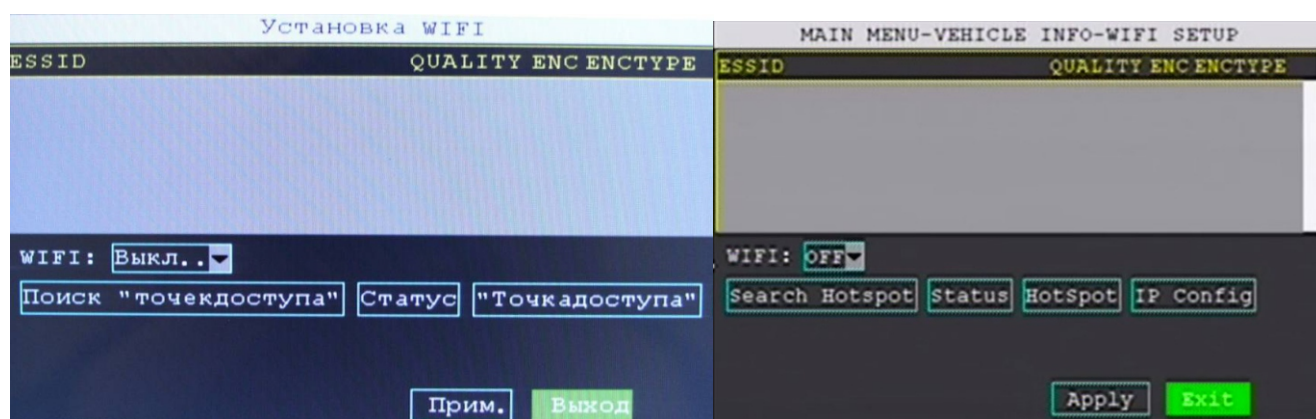 Установка WIFI
ESSID QUALITY ENC ENCTYPE
WIFI: Выкл..
Поиск "точекдоступа" Статус "Точкадоступа"
Прим. Выход
MAIN MENU-VEHICLE INFO-WIFI SETUP
ESSID QUALITY ENC ENCTYPE
WIFI: OFF
Search Hotspot Status HotSpot IP Config
Apply Exit